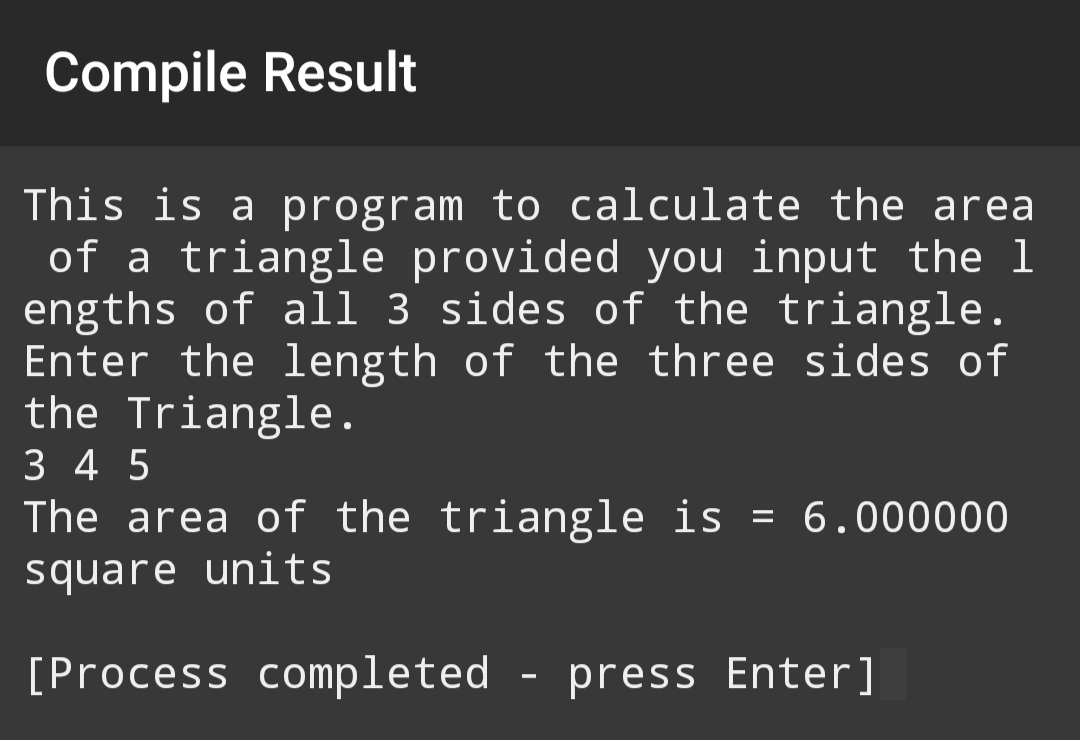 Compile Result
This is a program to calculate the area
of a triangle provided you input the l
engths of all 3 sides of the triangle.
Enter the length of the three sides of
the Triangle.
3 4 5
The area of the triangle is = 6.000000
square units
[Process completed - press Enter]